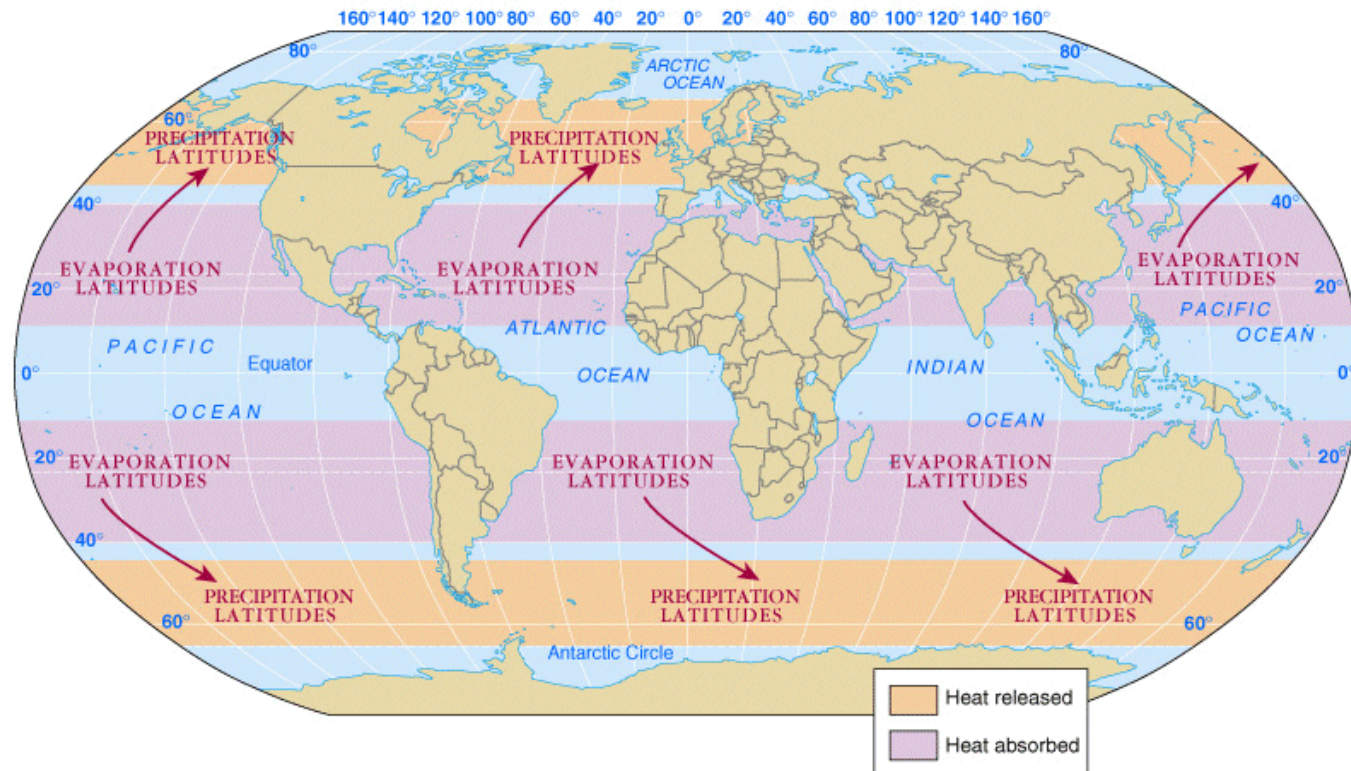 160° 140° 120° 100° 80° 60° 40° 20° 0° 20° 40° 60° 80° 100° 120° 140° 160°
80° 80°
ARCTIC
OCEAN
60°
PRECIPITATION
LATITUDES
PRECIPITATION
LATITUDES
40° 40°
EVAPORATION
LATITUDES
EVAPORATION
LATITUDES
EVAPORATION
LATITUDES
20° 20°
PACIFIC
OCEAN
ATLANTIC
OCEAN
PACIFIC
OCEAN
Equator
INDIAN
OCEAN
0° 0°
20° 20°
EVAPORATION
LATITUDES
EVAPORATION
LATITUDES
EVAPORATION
LATITUDES
40°
PRECIPITATION
LATITUDES
PRECIPITATION
LATITUDES
PRECIPITATION
LATITUDES
60° 60°
Antarctic Circle
Heat released
Heat absorbed